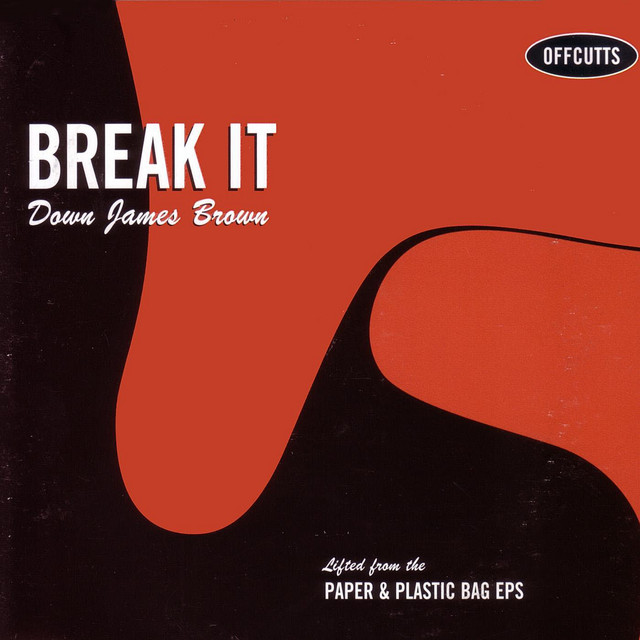 OFFCUTTS
BREAK IT
Down James Brown
Lifted from the
PAPER & PLASTIC BAG EPS